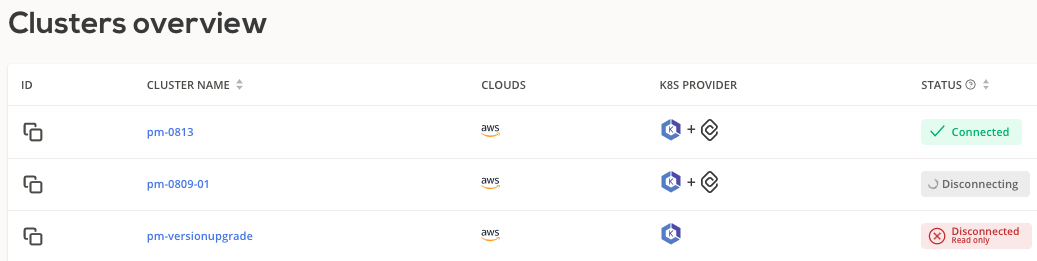 Clusters overview
ID CLUSTER NAME CLOUDS K8S PROVIDER STATUS
pm-0813 aws K + Connected
pm-0809-01 aws K + Disconnecting
pm-versionupgrade aws K Disconnected
Read only